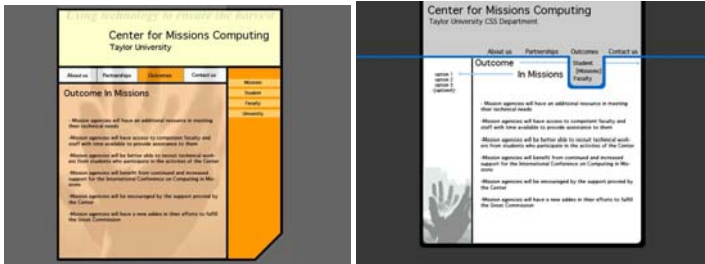 Using technology to ensure the harvest
Center for Missions Computing
Taylor University
About us
Partnerships
Outcomes
Contact us
Missions
Student
Faculty
University
Outcome In Missions
- Mission agencies will have an additional resource in meeting
their technical needs
-Mission agencies will have access to competent faculty and
staff with time available to provide assistance to them
-Mission agencies will be better able to recruit technical work-
ers from students who participate in the activities of the Center
-Mission agencies will benefit from continued and increased
support for the International Conference on Computing in Mis-
sions
-Mission agencies will be encouraged by the support proved by
the Center
-Mission agencies will have a new addes in thier efforts to fulfill
the Great Commission
Center for Missions Computing
Taylor University CSS Department
About us
Partnerships
Outcomes
Contact us
Student
[Missions]
Faculty
Outcome
In Missions
option 1
option 2
option 3
- Mission agencies will have an additional resource in meeting
their technical needs
-Mission agencies will have access to competent faculty and
staff with time available to provide assistance to them
-Mission agencies will be better able to recruit technical work-
ers from students who participate in the activities of the Center
-Mission agencies will benefit from continued and increased
support for the International Conference on Computing in Mis-
sions
-Mission agencies will be encouraged by the support proved by
the Center
-Mission agencies will have a new addes in thier efforts to fulfill
the Great Commission